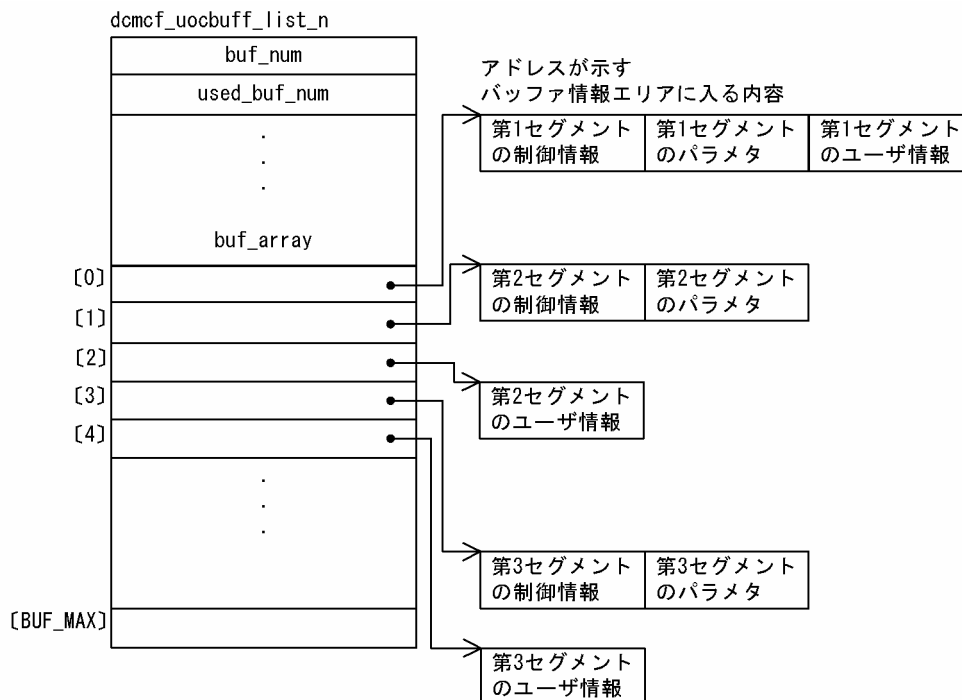 dcmcf_uocbuff_list_n
buf_num
used_buf_num
アドレスが示す
バッファ情報エリアに入る内容
第1セグメント
の制御情報
第1セグメント
のパラメタ
第1セグメント
のユーザ情報
buf_array
[0]
[1]
[2]
[3]
[4]
第2セグメント
の制御情報
第2セグメント
のパラメタ
第2セグメント
のユーザ情報
第3セグメント
の制御情報
第3セグメント
のパラメタ
[BUF_MAX]
第3セグメント
のユーザ情報